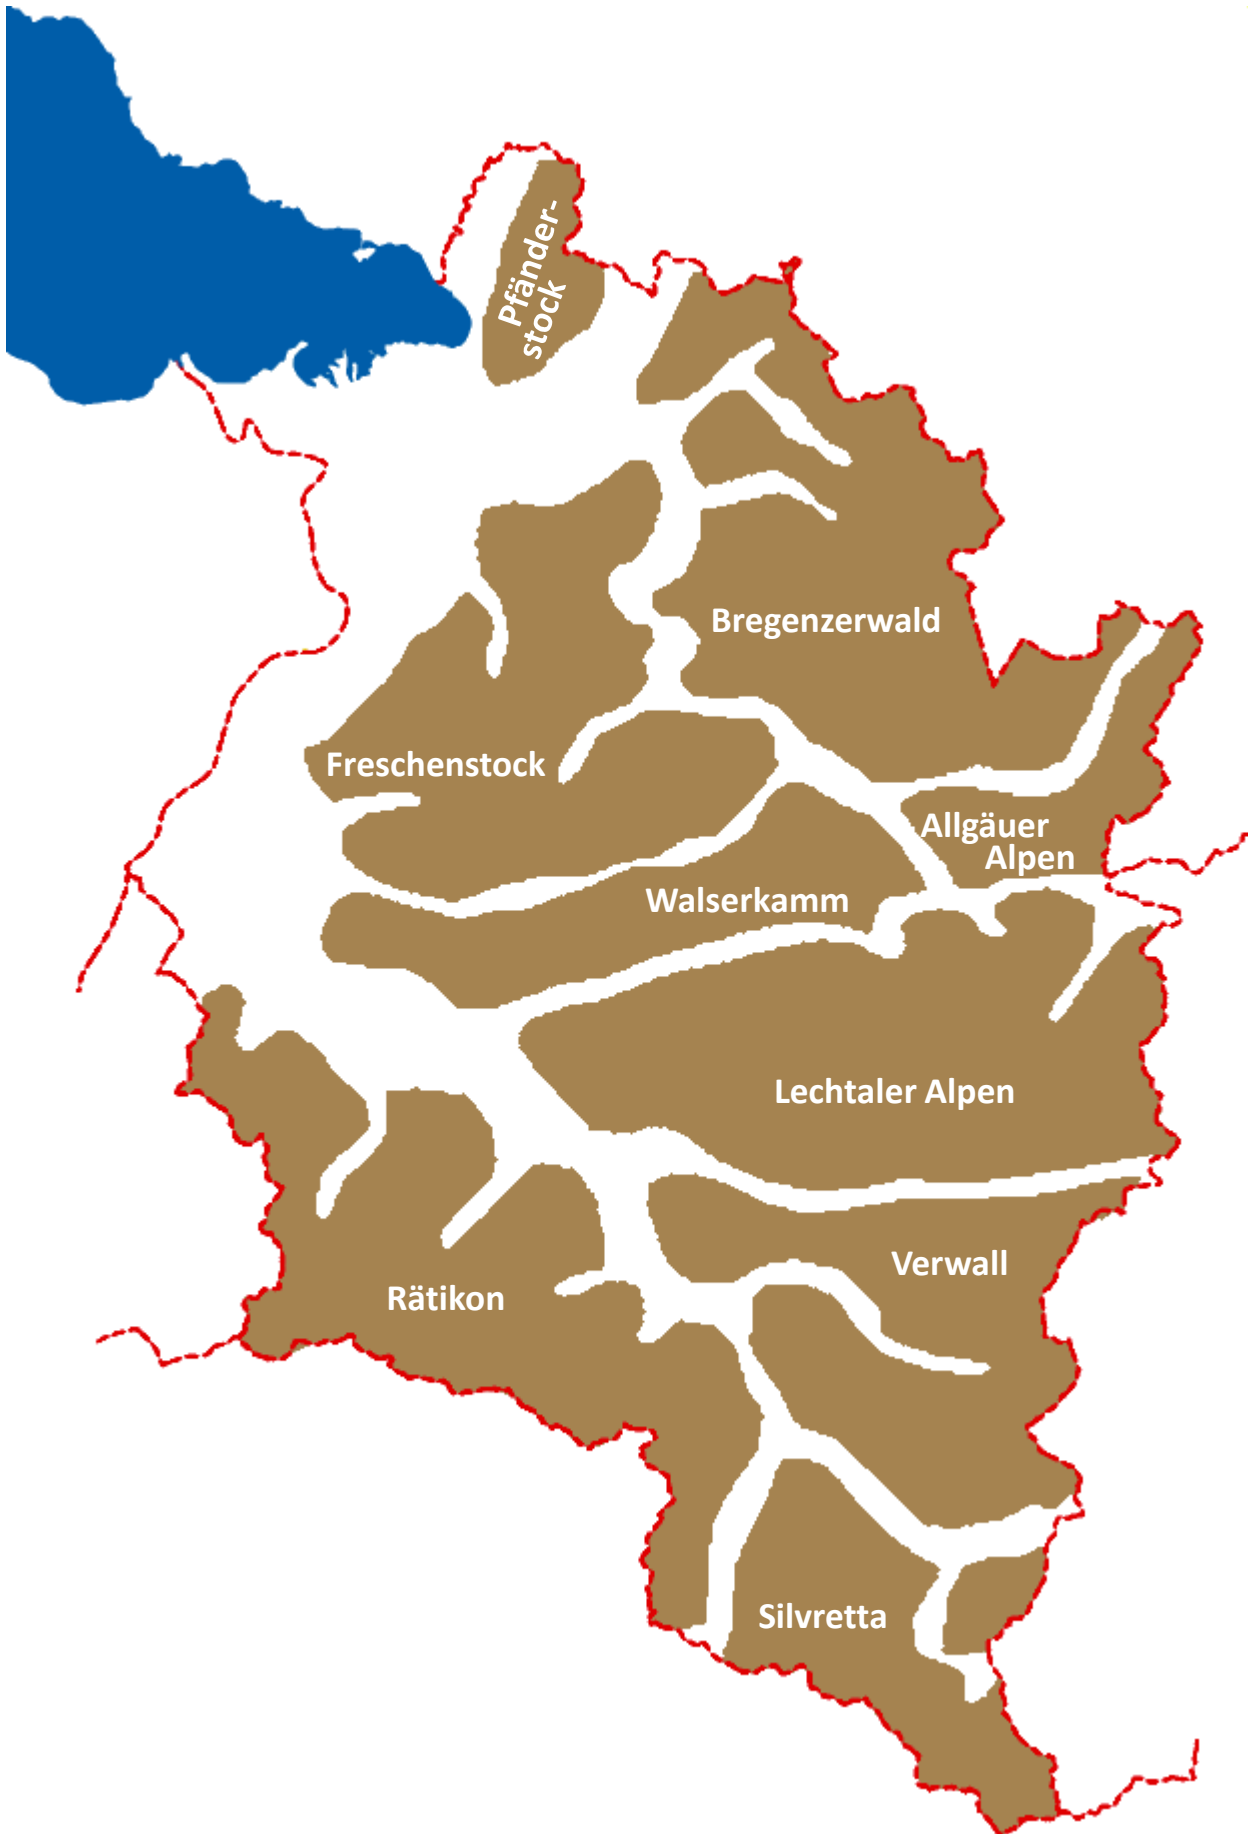 Pfänder-
stock
Bregenzerwald
Freschenstock
Allgäuer
Alpen
Walserkamm
Lechtaler Alpen
Verwall
Rätikon
Silvretta